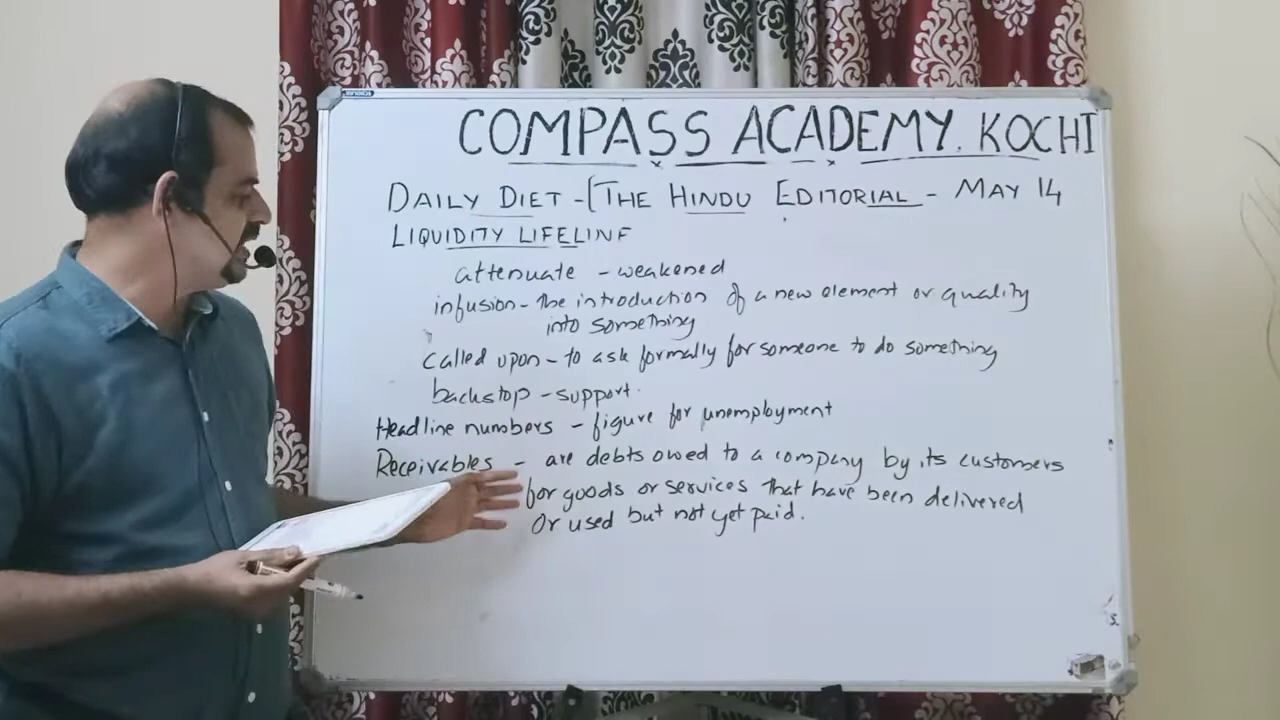 COMPASS ACADEMY. KOCHI
DAILY DIET - [THE HINDU EDITORIAL - MAY 14
LIQUIDITY LIFELINE
attenuate - weakened
infusion - the introduction of a new element or quality
into something
called upon - to ask formally for someone to do something
backstop - support.
Headline numbers - figure for unemployment
Receivables - are debts owed to a company by its customers
for goods or services that have been delivered
or used but not yet paid.